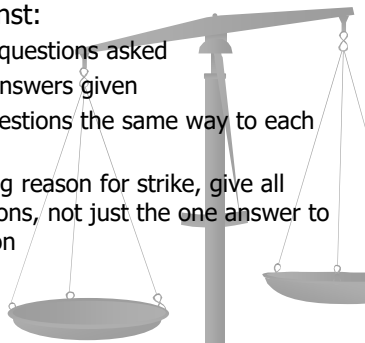 nst:
questions asked
nswers given
estions the same way to each
g reason for strike, give all
ons, not just the one answer to
on